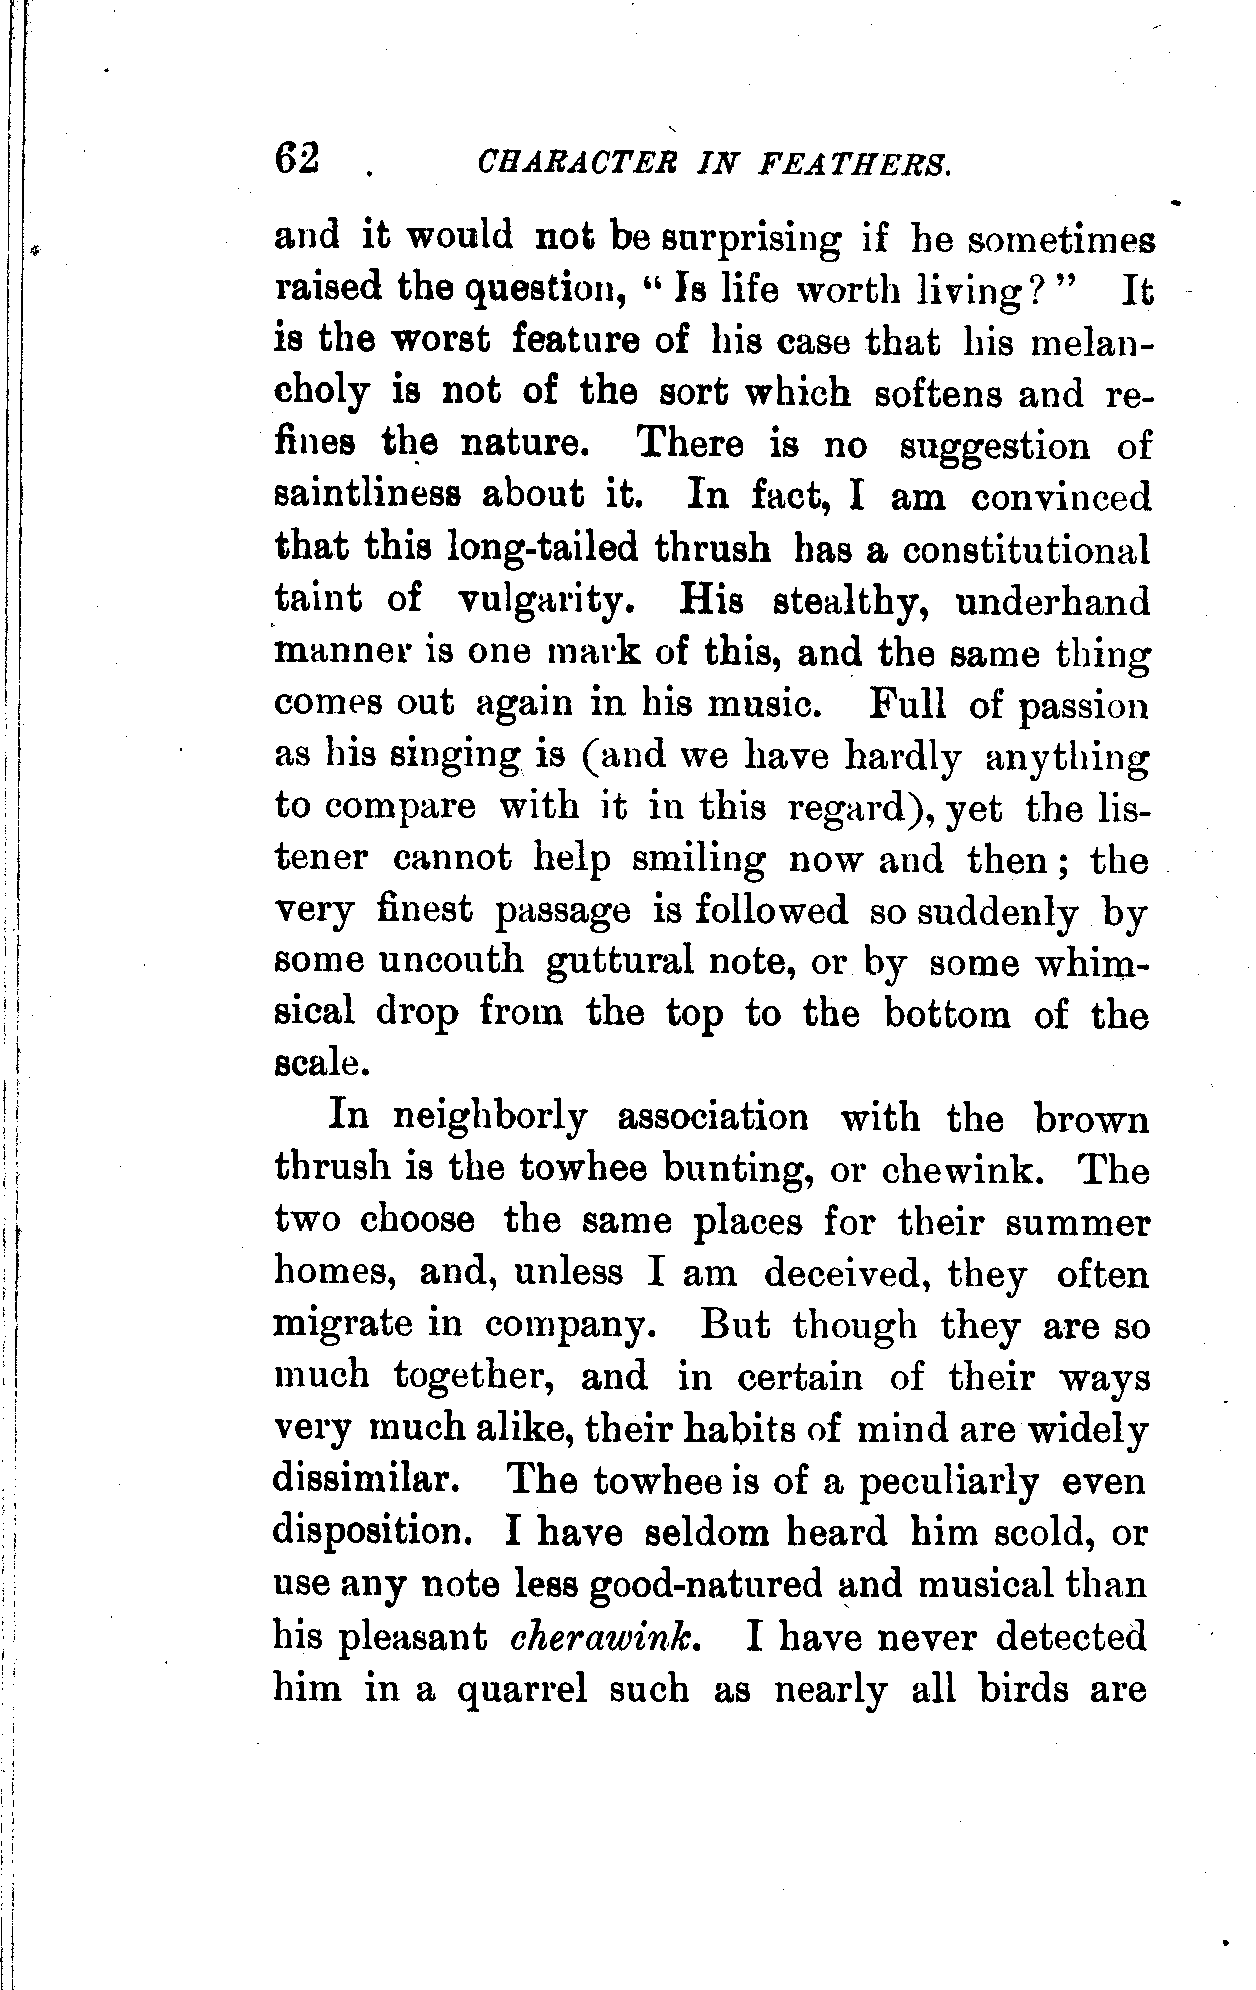 62 CHARACTER IN FEATHERS.
and it would not be surprising if he sometimes
raised the question, “ Is life worth living? ” It
is the worst feature of his case that his melan-
choly is not of the sort which softens and re-
fines the nature. There is no suggestion of
saintliness about it. In fact, I am convinced
that this long-tailed thrush has a constitutional
taint of vulgarity. His stealthy, underhand
manner is one mark of this, and the same thing
comes out again in his music. Full of passion
as his singing is (and we have hardly anything
to compare with it in this regard), yet the lis-
tener cannot help smiling now and then ; the
very finest passage is followed so suddenly by
some uncouth guttural note, or by some whim-
sical drop from the top to the bottom of the
scale.
In neighborly association with the brown
thrush is the towhee bunting, or chewink. The
two choose the same places for their summer
homes, and, unless I am deceived, they often
migrate in company. But though they are so
much together, and in certain of their ways
very much alike, their habits of mind are widely
dissimilar. The towhee is of a peculiarly even
disposition. I have seldom heard him scold, or
use any note less good-natured and musical than
his pleasant cherawink. I have never detected
him in a quarrel such as nearly all birds are